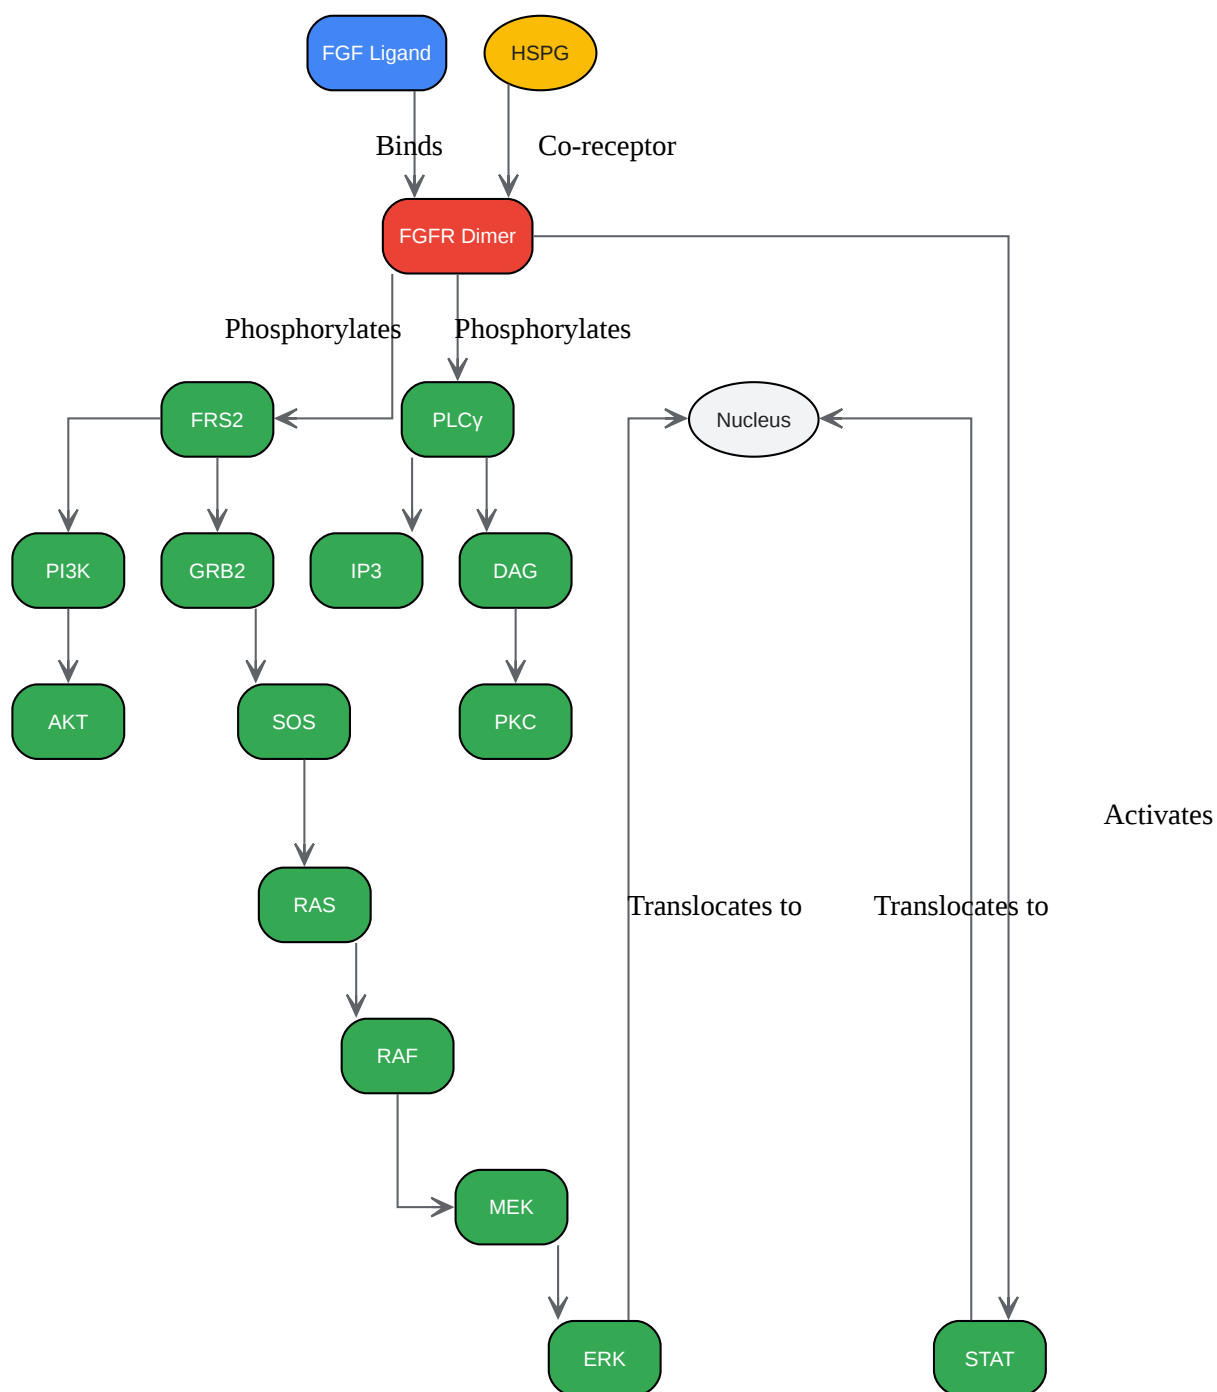 FGF Ligand
HSPG
Binds
Co-receptor
FGFR Dimer
Phosphorylates
Phosphorylates
FRS2
PLCγ
Nucleus
PI3K
GRB2
IP3
DAG
AKT
SOS
PKC
Activates
RAS
Translocates to
Translocates to
RAF
MEK
ERK
STAT